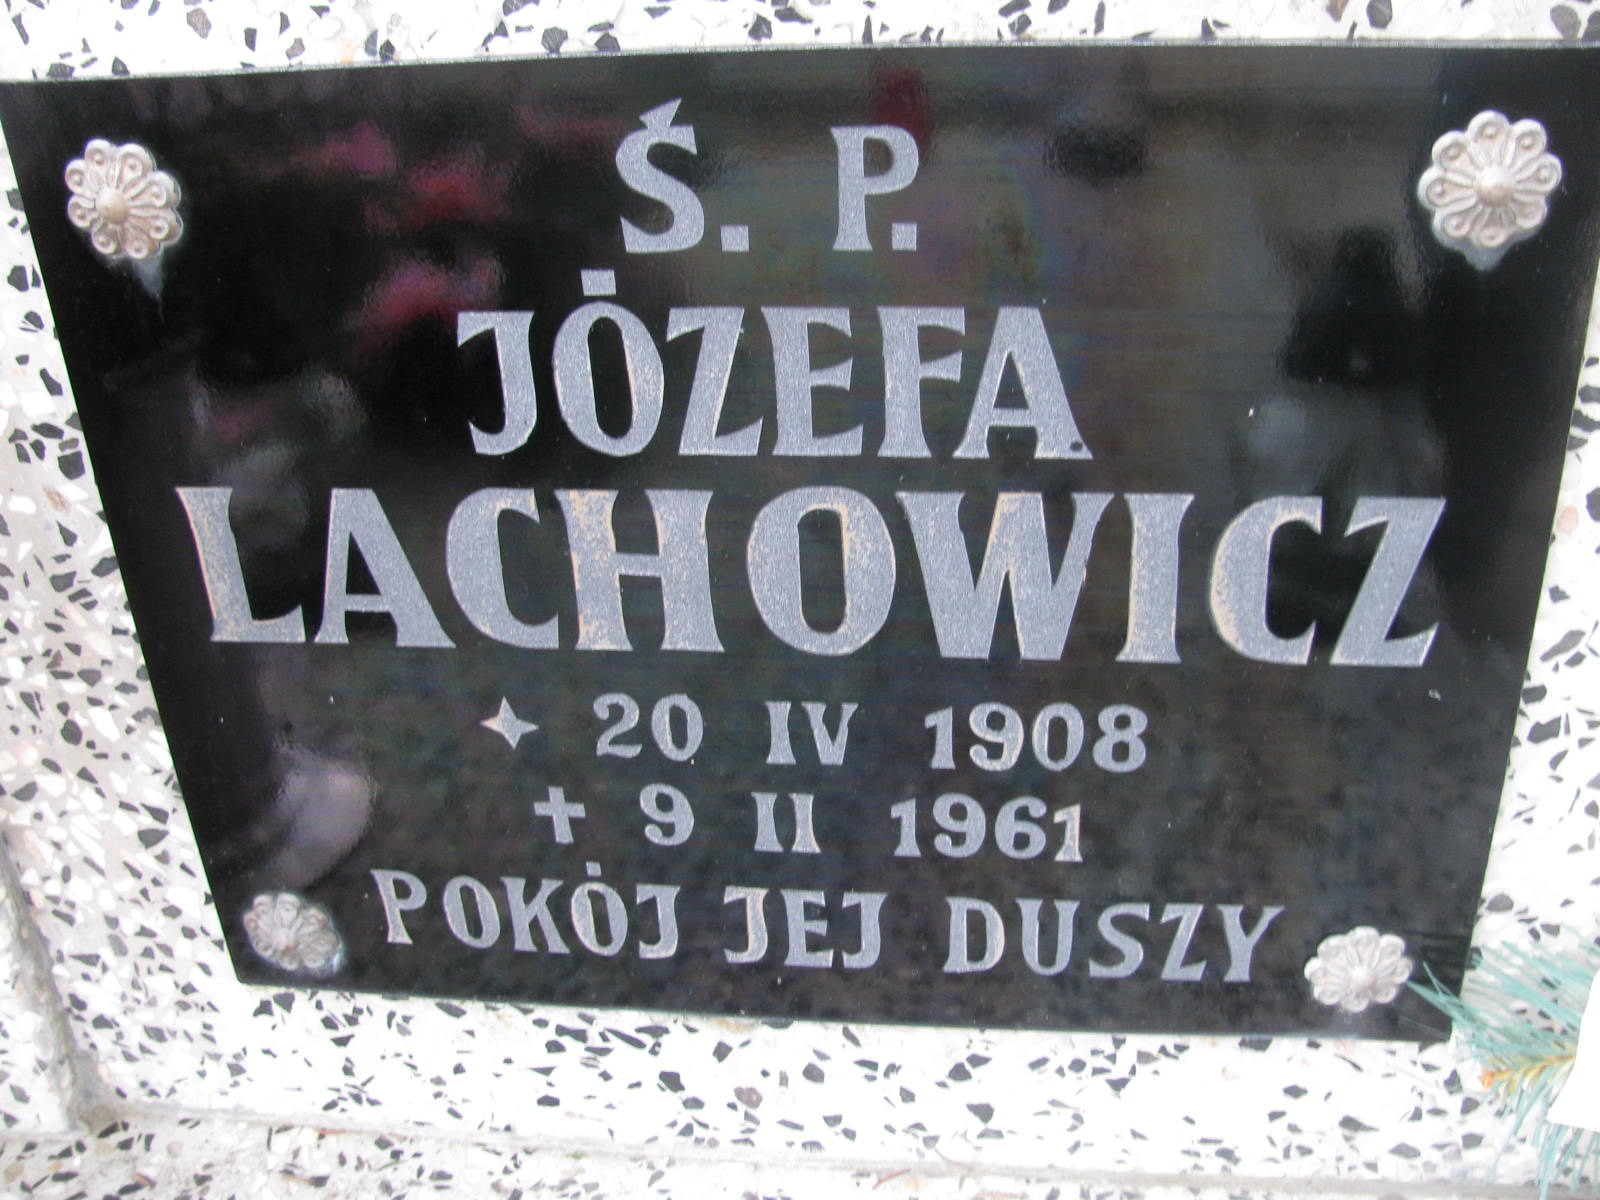 Ś. P.
JÓZEFA
LACHOWICZ
✦ 20 IV 1908
✝ 9 II 1961
POKÓJ JEJ DUSZY